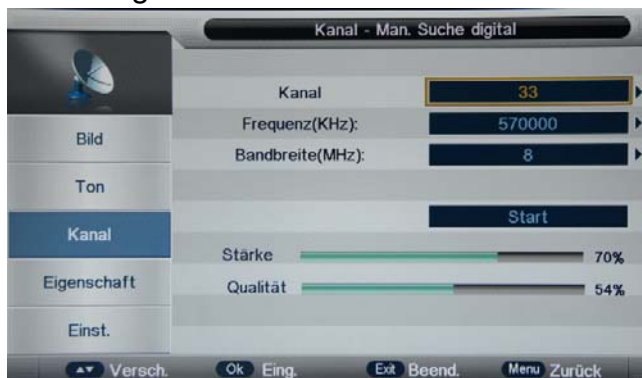 Kanal - Man. Suche digital
Kanal 33
Frequenz(KHz): 570000
Bandbreite(MHz): 8
Start
Stärke 70%
Qualität 54%
Bild
Ton
Kanal
Eigenschaft
Einst.
Versch. Ok Eing. Exit Beend. Menu Zurück